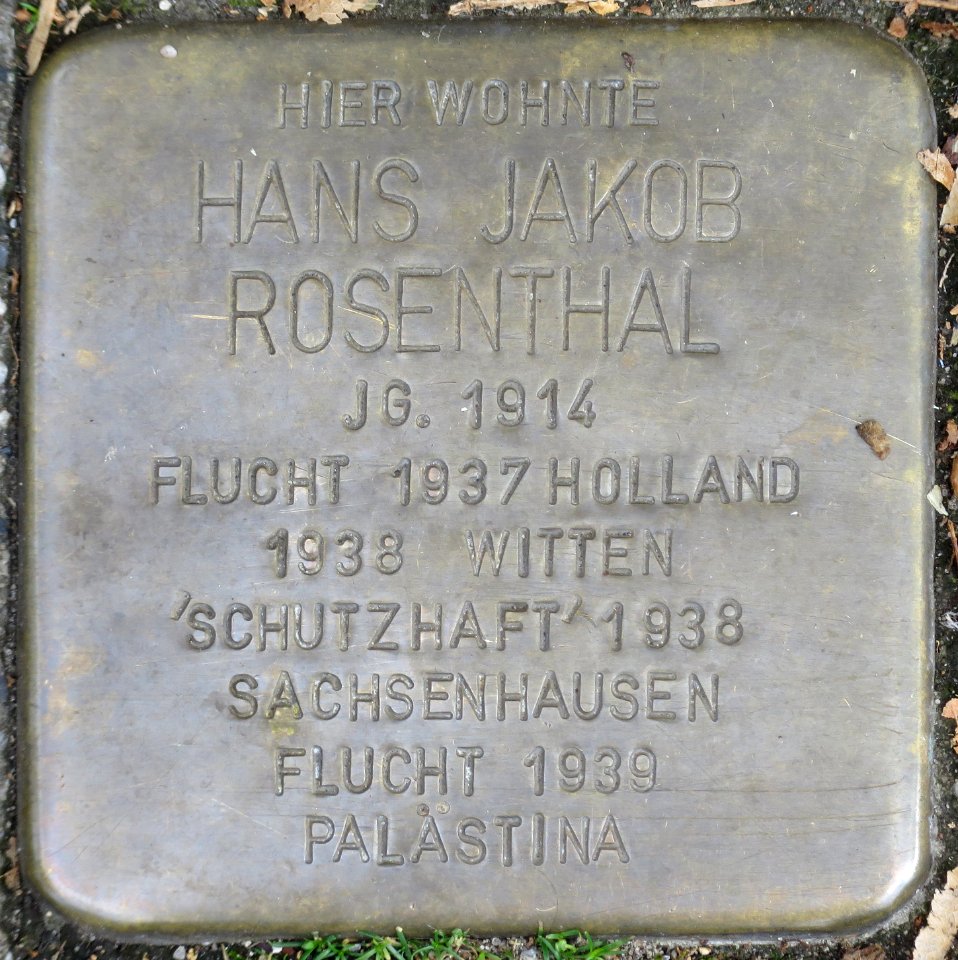 HIER WOHNTE
HANS JAKOB
ROSENTHAL
JG. 1914
FLUCHT 1937 HOLLAND
1938 WITTEN
'SCHUTZHAFT' 1938
SACHSENHAUSEN
FLUCHT 1939
PALÄSTINA